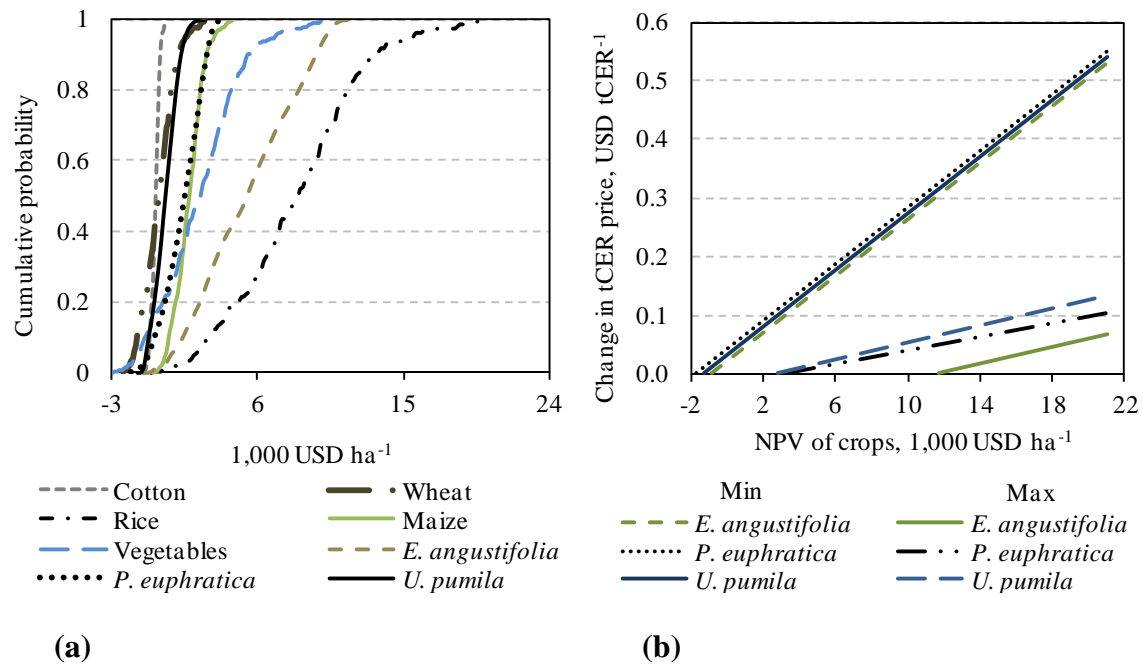 Cumulative probability
1
0.8
0.6
0.4
0.2
0
-3 6 15 24
1,000 USD ha-1
Cotton Wheat
Rice Maize
Vegetables E. angustifolia
P. euphratica U. pumila
(a)
Change in tCER price, USD tCER-1
0.6
0.5
0.4
0.3
0.2
0.1
0.0
-2 2 6 10 14 18 22
NPV of crops, 1,000 USD ha-1
Min Max
E. angustifolia E. angustifolia
P. euphratica P. euphratica
U. pumila U. pumila
(b)